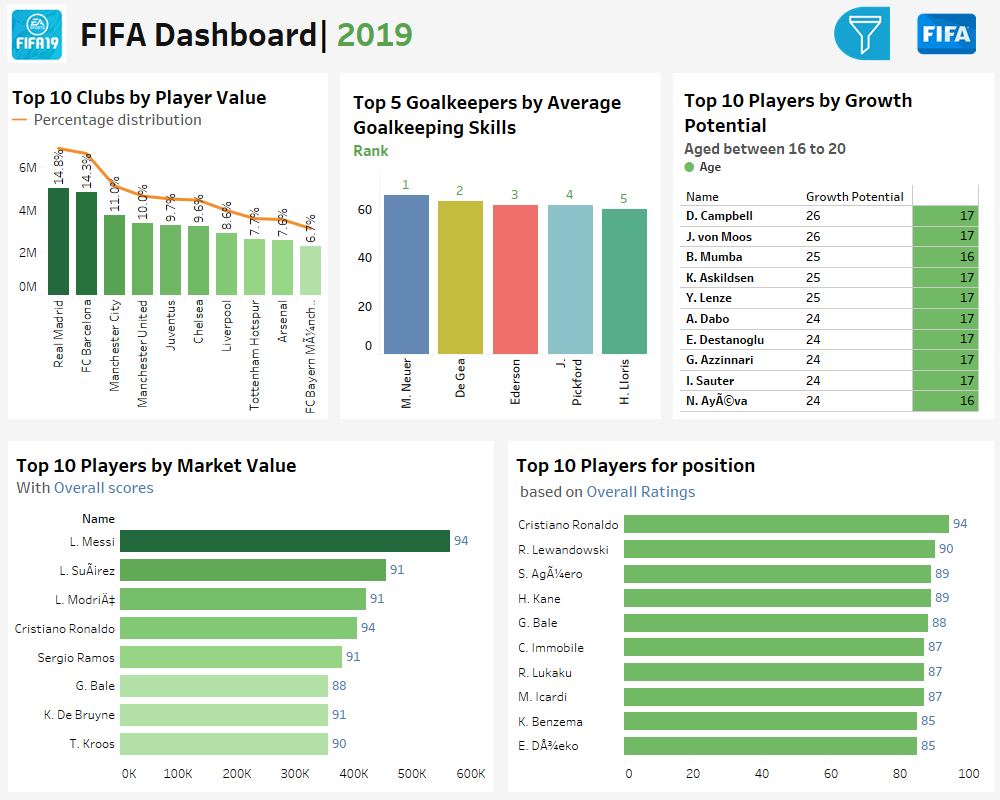 EA
SPORTS
FIFA19
FIFA Dashboard| 2019
FIFA
Top 10 Clubs by Player Value
Percentage distribution
6M
4M
2M
0M
14.8%
14.3%
11.0%
10.0%
9.7%
9.6%
8.6%
7.7%
7.6%
6.7%
Real Madrid
FC Barcelona
Manchester City
Manchester United
Juventus
Chelsea
Liverpool
Tottenham Hotspur
Arsenal
FC Bayern MÃ¼nch..
Top 5 Goalkeepers by Average
Goalkeeping Skills
Rank
1
2
3
4
5
60
40
20
0
M. Neuer
De Gea
Ederson
J.
Pickford
H. Lloris
Top 10 Players by Growth
Potential
Aged between 16 to 20
Age
Name Growth Potential
D. Campbell 26 17
J. von Moos 26 17
B. Mumba 25 16
K. Askildsen 25 17
Y. Lenze 25 17
A. Dabo 24 17
E. Destanoglu 24 17
G. Azzinnari 24 17
I. Sauter 24 17
N. AyÃ©va 24 16
Top 10 Players by Market Value
With Overall scores
Name
L. Messi 94
L. SuÃ­rez 91
L. ModriÄ‡ 91
Cristiano Ronaldo 94
Sergio Ramos 91
G. Bale 88
K. De Bruyne 91
T. Kroos 90
0K 100K 200K 300K 400K 500K 600K
Top 10 Players for position
based on Overall Ratings
Cristiano Ronaldo 94
R. Lewandowski 90
S. AgÃ¼ero 89
H. Kane 89
G. Bale 88
C. Immobile 87
R. Lukaku 87
M. Icardi 87
K. Benzema 85
E. DÅ¾eko 85
0 20 40 60 80 100